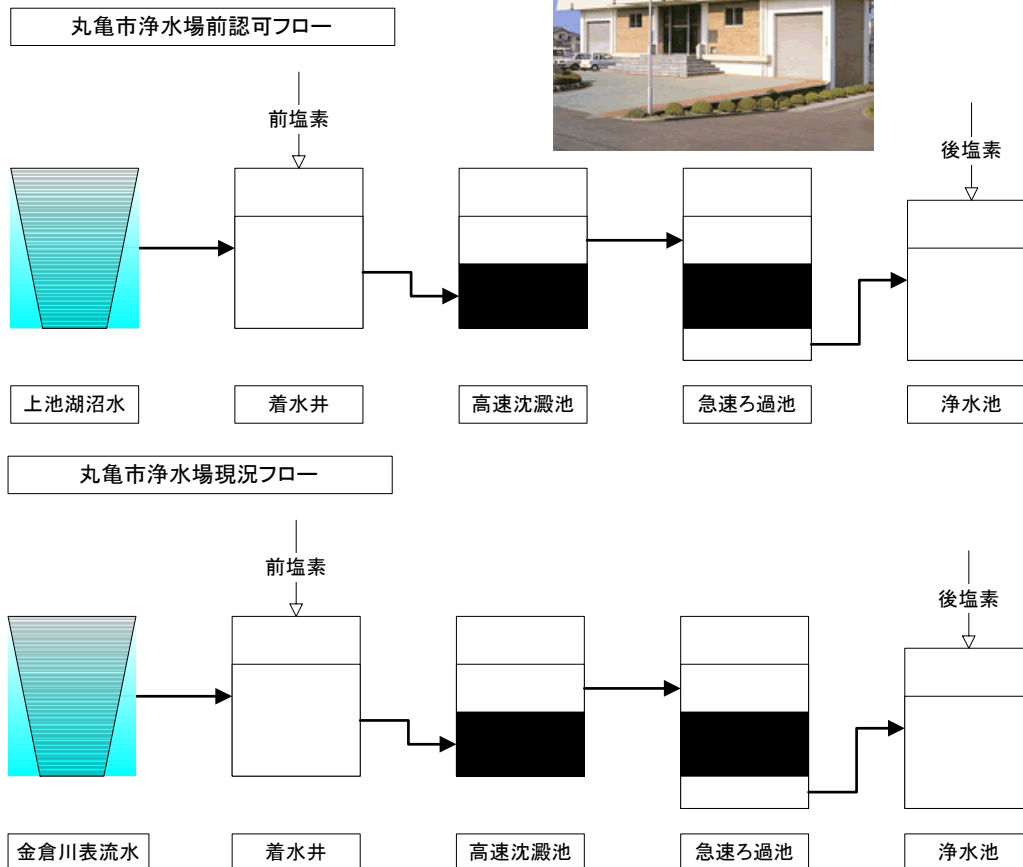 丸亀市浄水場前認可フロー
前塩素
後塩素
上池湖沼水
着水井
高速沈澱池
急速ろ過池
浄水池
丸亀市浄水場現況フロー
前塩素
後塩素
金倉川表流水
着水井
高速沈澱池
急速ろ過池
浄水池